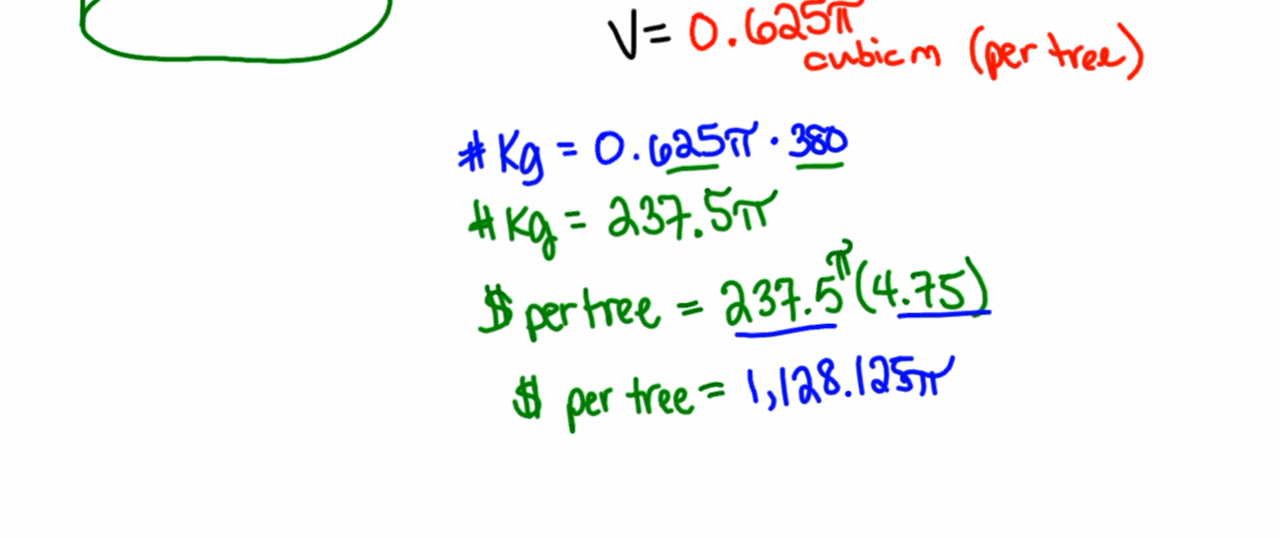 V= 0.625π
cubic m (per tree)
# Kg = 0.625π · 380
# Kg = 237.5π
$ per tree = 237.5π(4.75)
$ per tree = 1,128.125π